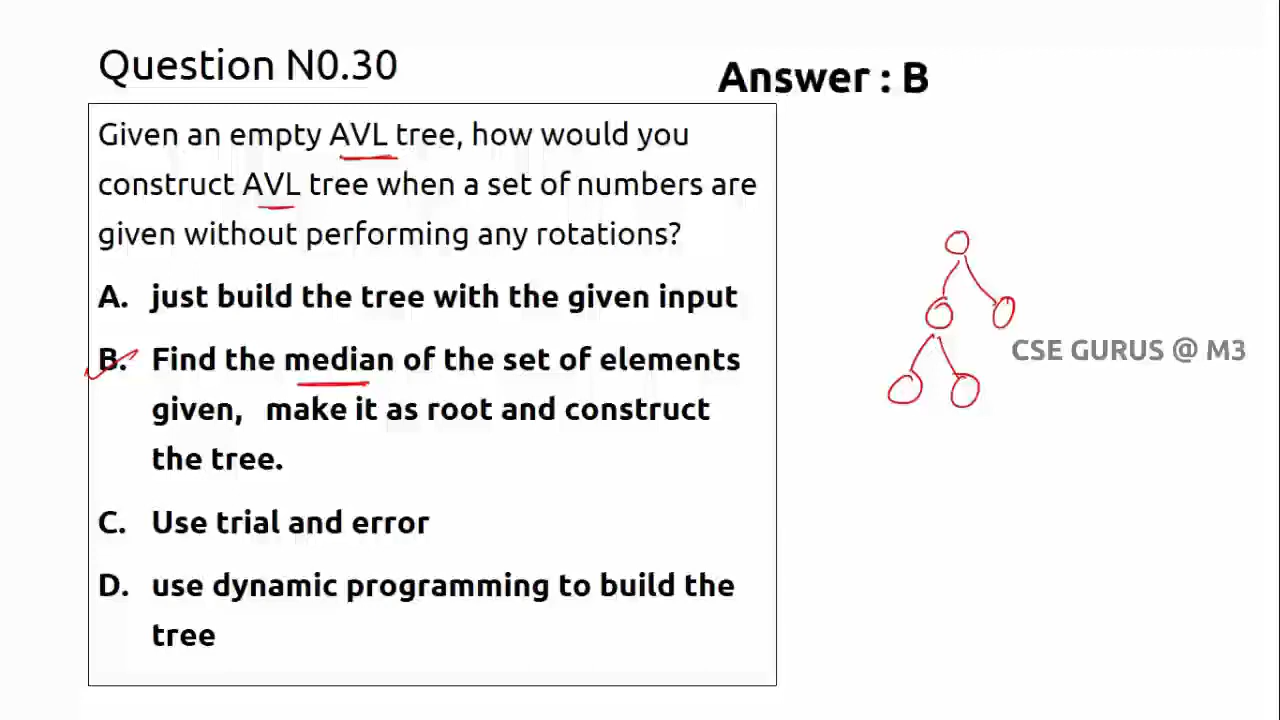 Question N0.30
Answer : B
Given an empty AVL tree, how would you
construct AVL tree when a set of numbers are
given without performing any rotations?
A. just build the tree with the given input
B. Find the median of the set of elements
given, make it as root and construct
the tree.
C. Use trial and error
D. use dynamic programming to build the
tree
CSE GURUS @ M3